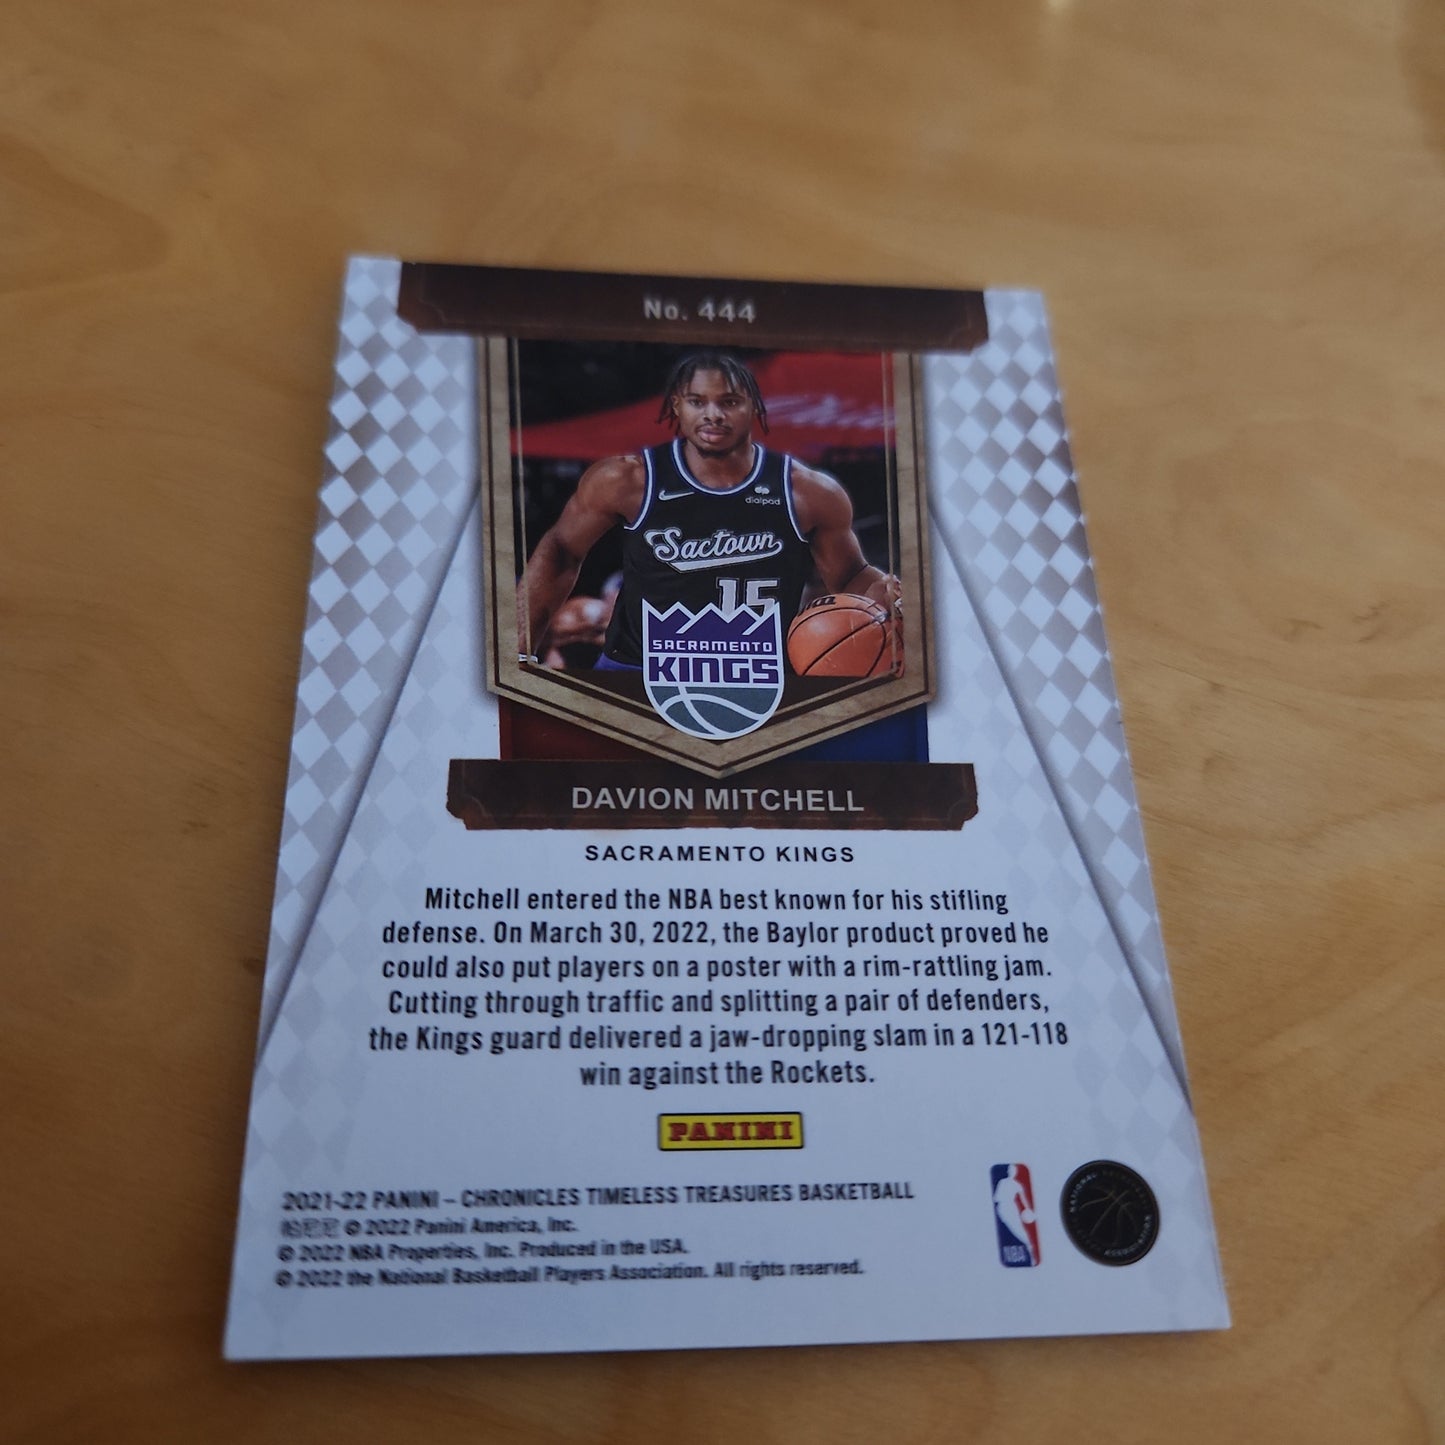 No. 444
dialpad
Sactown
15
SACRAMENTO
KINGS
DAVION MITCHELL
SACRAMENTO KINGS
Mitchell entered the NBA best known for his stifling
defense. On March 30, 2022, the Baylor product proved he
could also put players on a poster with a rim-rattling jam.
Cutting through traffic and splitting a pair of defenders,
the Kings guard delivered a jaw-dropping slam in a 121-118
win against the Rockets.
PANINI
2021-22 PANINI – CHRONICLES TIMELESS TREASURES BASKETBALL
© 2022 Panini America, Inc.
© 2022 NBA Properties, Inc. Produced in the USA.
© 2022 the National Basketball Players Association. All rights reserved.
NBA